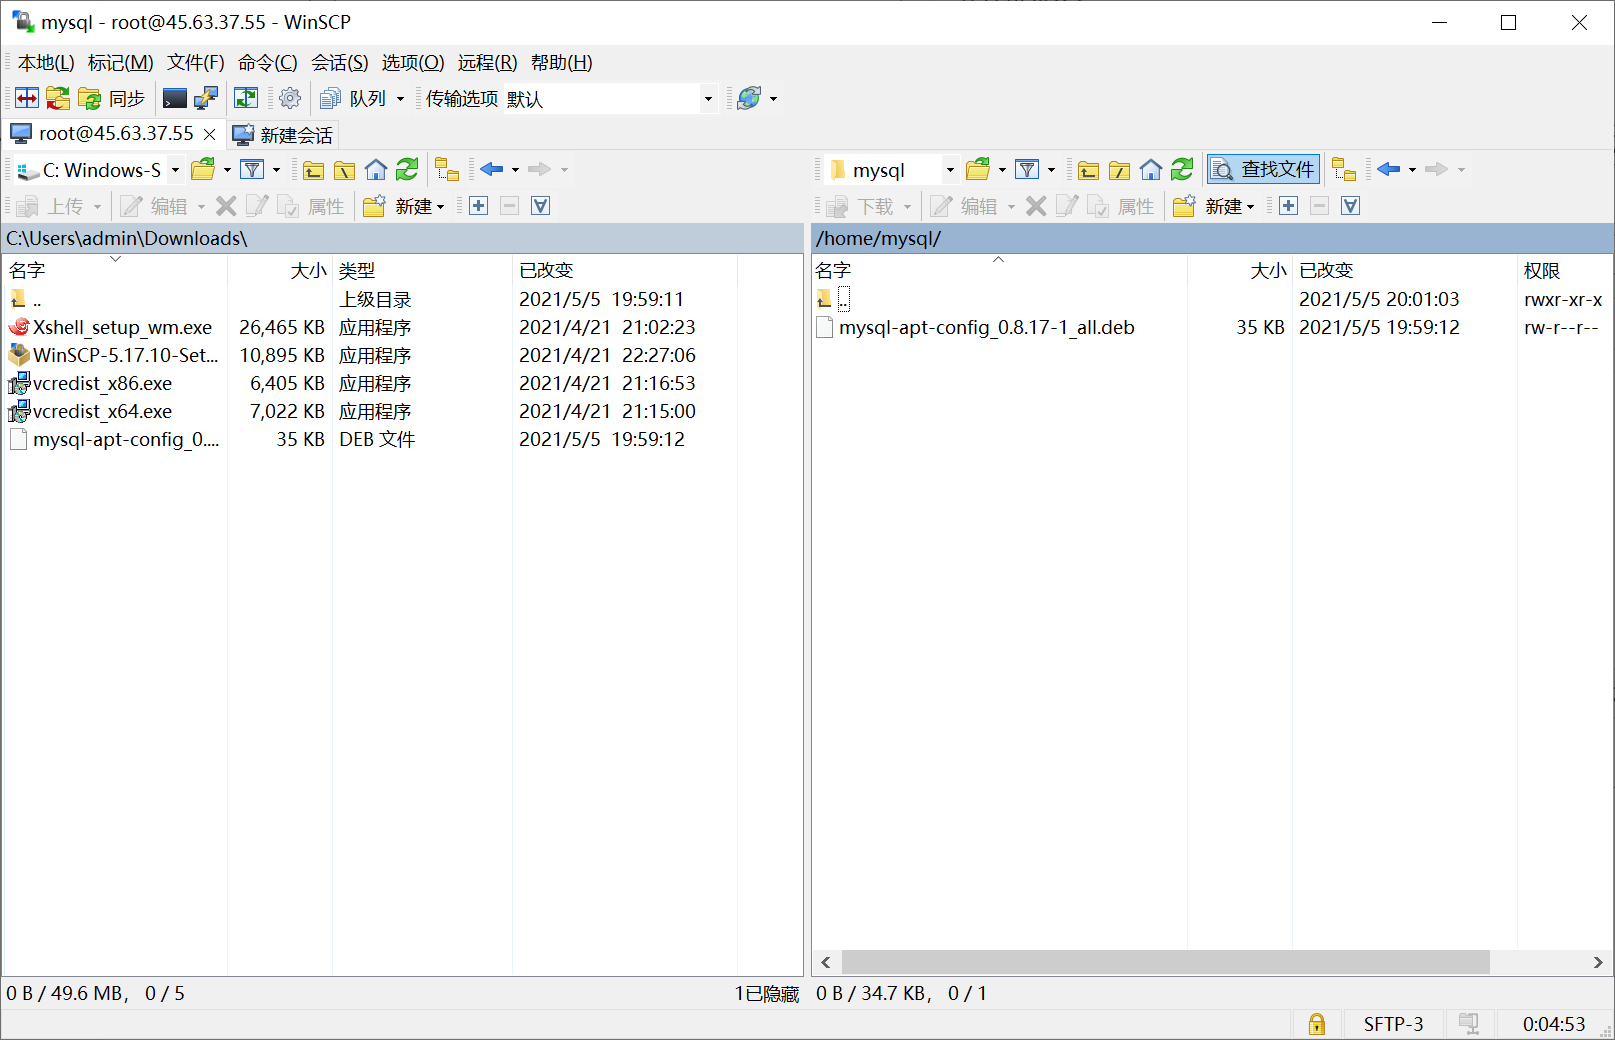 mysql - root@45.63.37.55 - WinSCP
本地(L) 标记(M) 文件(F) 命令(C) 会话(S) 选项(O) 远程(R) 帮助(H)
同步 队列 传输选项 默认
root@45.63.37.55 新建会话
C: Windows-S mysql 查找文件
上传 编辑 属性 新建 下载 编辑 属性 新建
C:\Users\admin\Downloads\ /home/mysql/
名字 大小 类型 已改变 名字 大小 已改变 权限
.. 上级目录 2021/5/5 19:59:11 .. 2021/5/5 20:01:03 rwxr-xr-x
Xshell_setup_wm.exe 26,465 KB 应用程序 2021/4/21 21:02:23 mysql-apt-config_0.8.17-1_all.deb 35 KB 2021/5/5 19:59:12 rw-r--r--
WinSCP-5.17.10-Set... 10,895 KB 应用程序 2021/4/21 22:27:06
vcredist_x86.exe 6,405 KB 应用程序 2021/4/21 21:16:53
vcredist_x64.exe 7,022 KB 应用程序 2021/4/21 21:15:00
mysql-apt-config_0.... 35 KB DEB 文件 2021/5/5 19:59:12
0 B / 49.6 MB， 0 / 5 1已隐藏 0 B / 34.7 KB， 0 / 1
SFTP-3 0:04:53